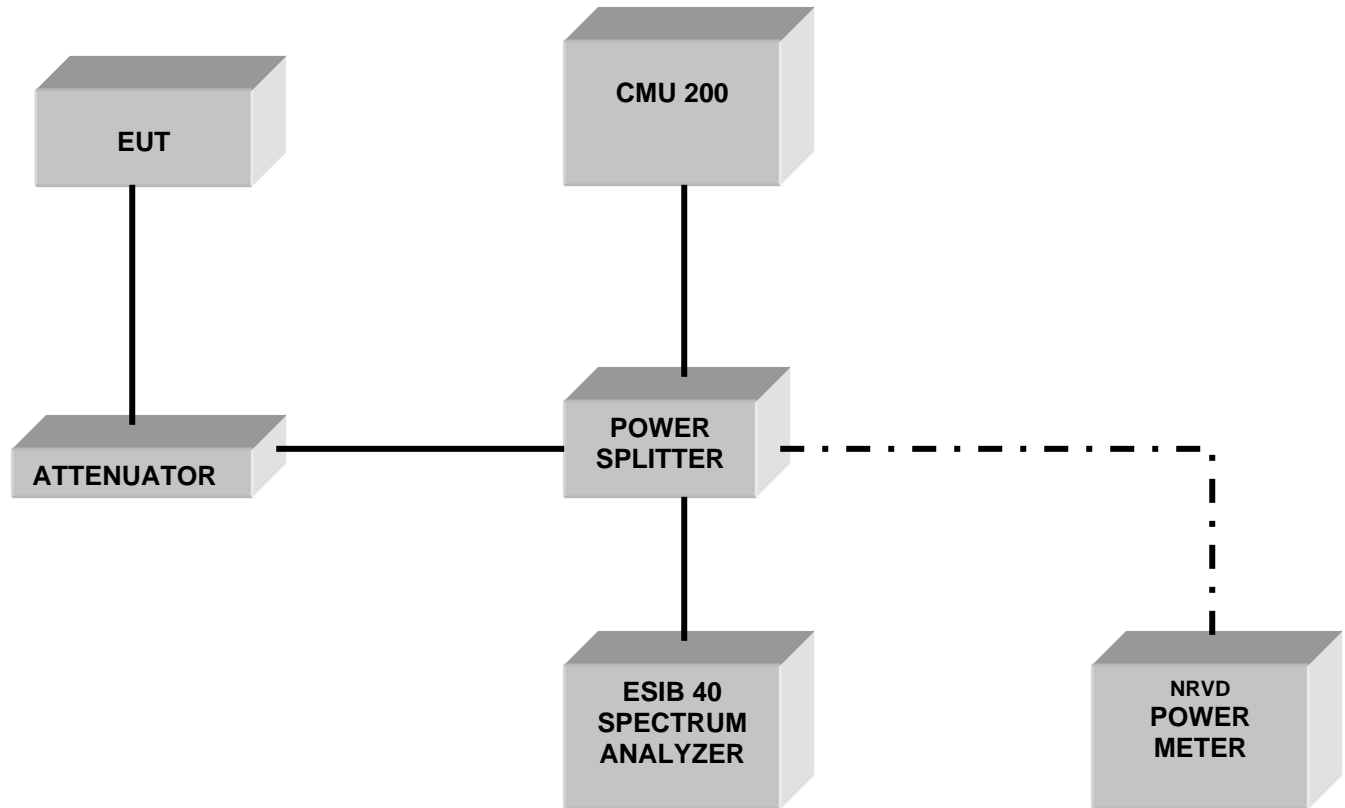 EUT
CMU 200
ATTENUATOR
POWER
SPLITTER
ESIB 40
SPECTRUM
ANALYZER
NRVD
POWER
METER